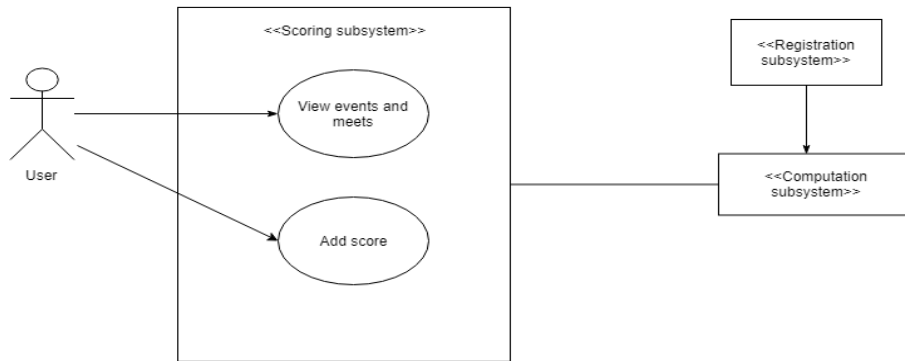 <<Scoring subsystem>>
<<Registration
subsystem>>
View events and
meets
User
<<Computation
subsystem>>
Add score